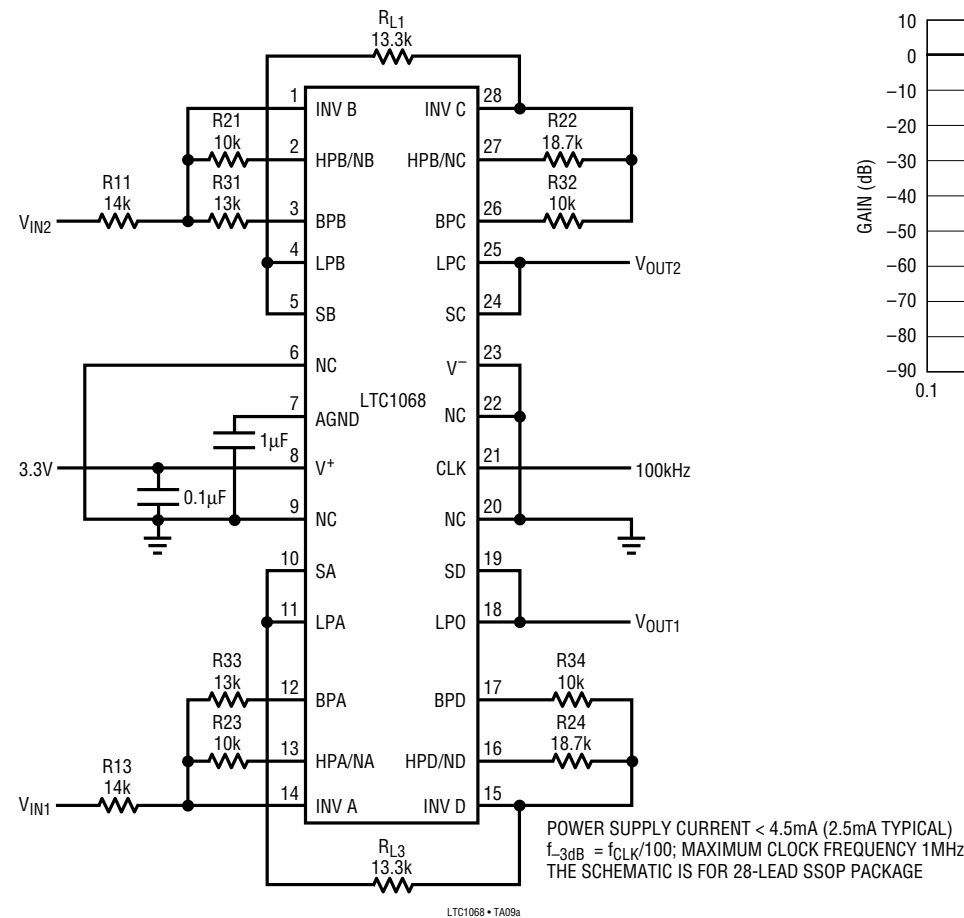 RL1
13.3k
1 INV B INV C 28
R21
10k
2 HPB/NB HPB/NC 27
R22
18.7k
R11
14k
VIN2
R31
13k
3 BPB BPC 26
R32
10k
4 LPB LPC 25
VOUT2
5 SB SC 24
6 NC V– 23
LTC1068
7 AGND NC 22
1µF
3.3V
8 V+ CLK 21
100kHz
0.1µF
9 NC NC 20
10 SA SD 19
11 LPA LPO 18
VOUT1
R33
13k
12 BPA BPD 17
R34
10k
R23
10k
13 HPA/NA HPD/ND 16
R24
18.7k
R13
14k
VIN1
14 INV A INV D 15
RL3
13.3k
POWER SUPPLY CURRENT < 4.5mA (2.5mA TYPICAL)
f–3dB = fCLK/100; MAXIMUM CLOCK FREQUENCY 1MHz
THE SCHEMATIC IS FOR 28-LEAD SSOP PACKAGE
LTC1068 • TA09a
GAIN (dB)
10
0
–10
–20
–30
–40
–50
–60
–70
–80
–90
0.1